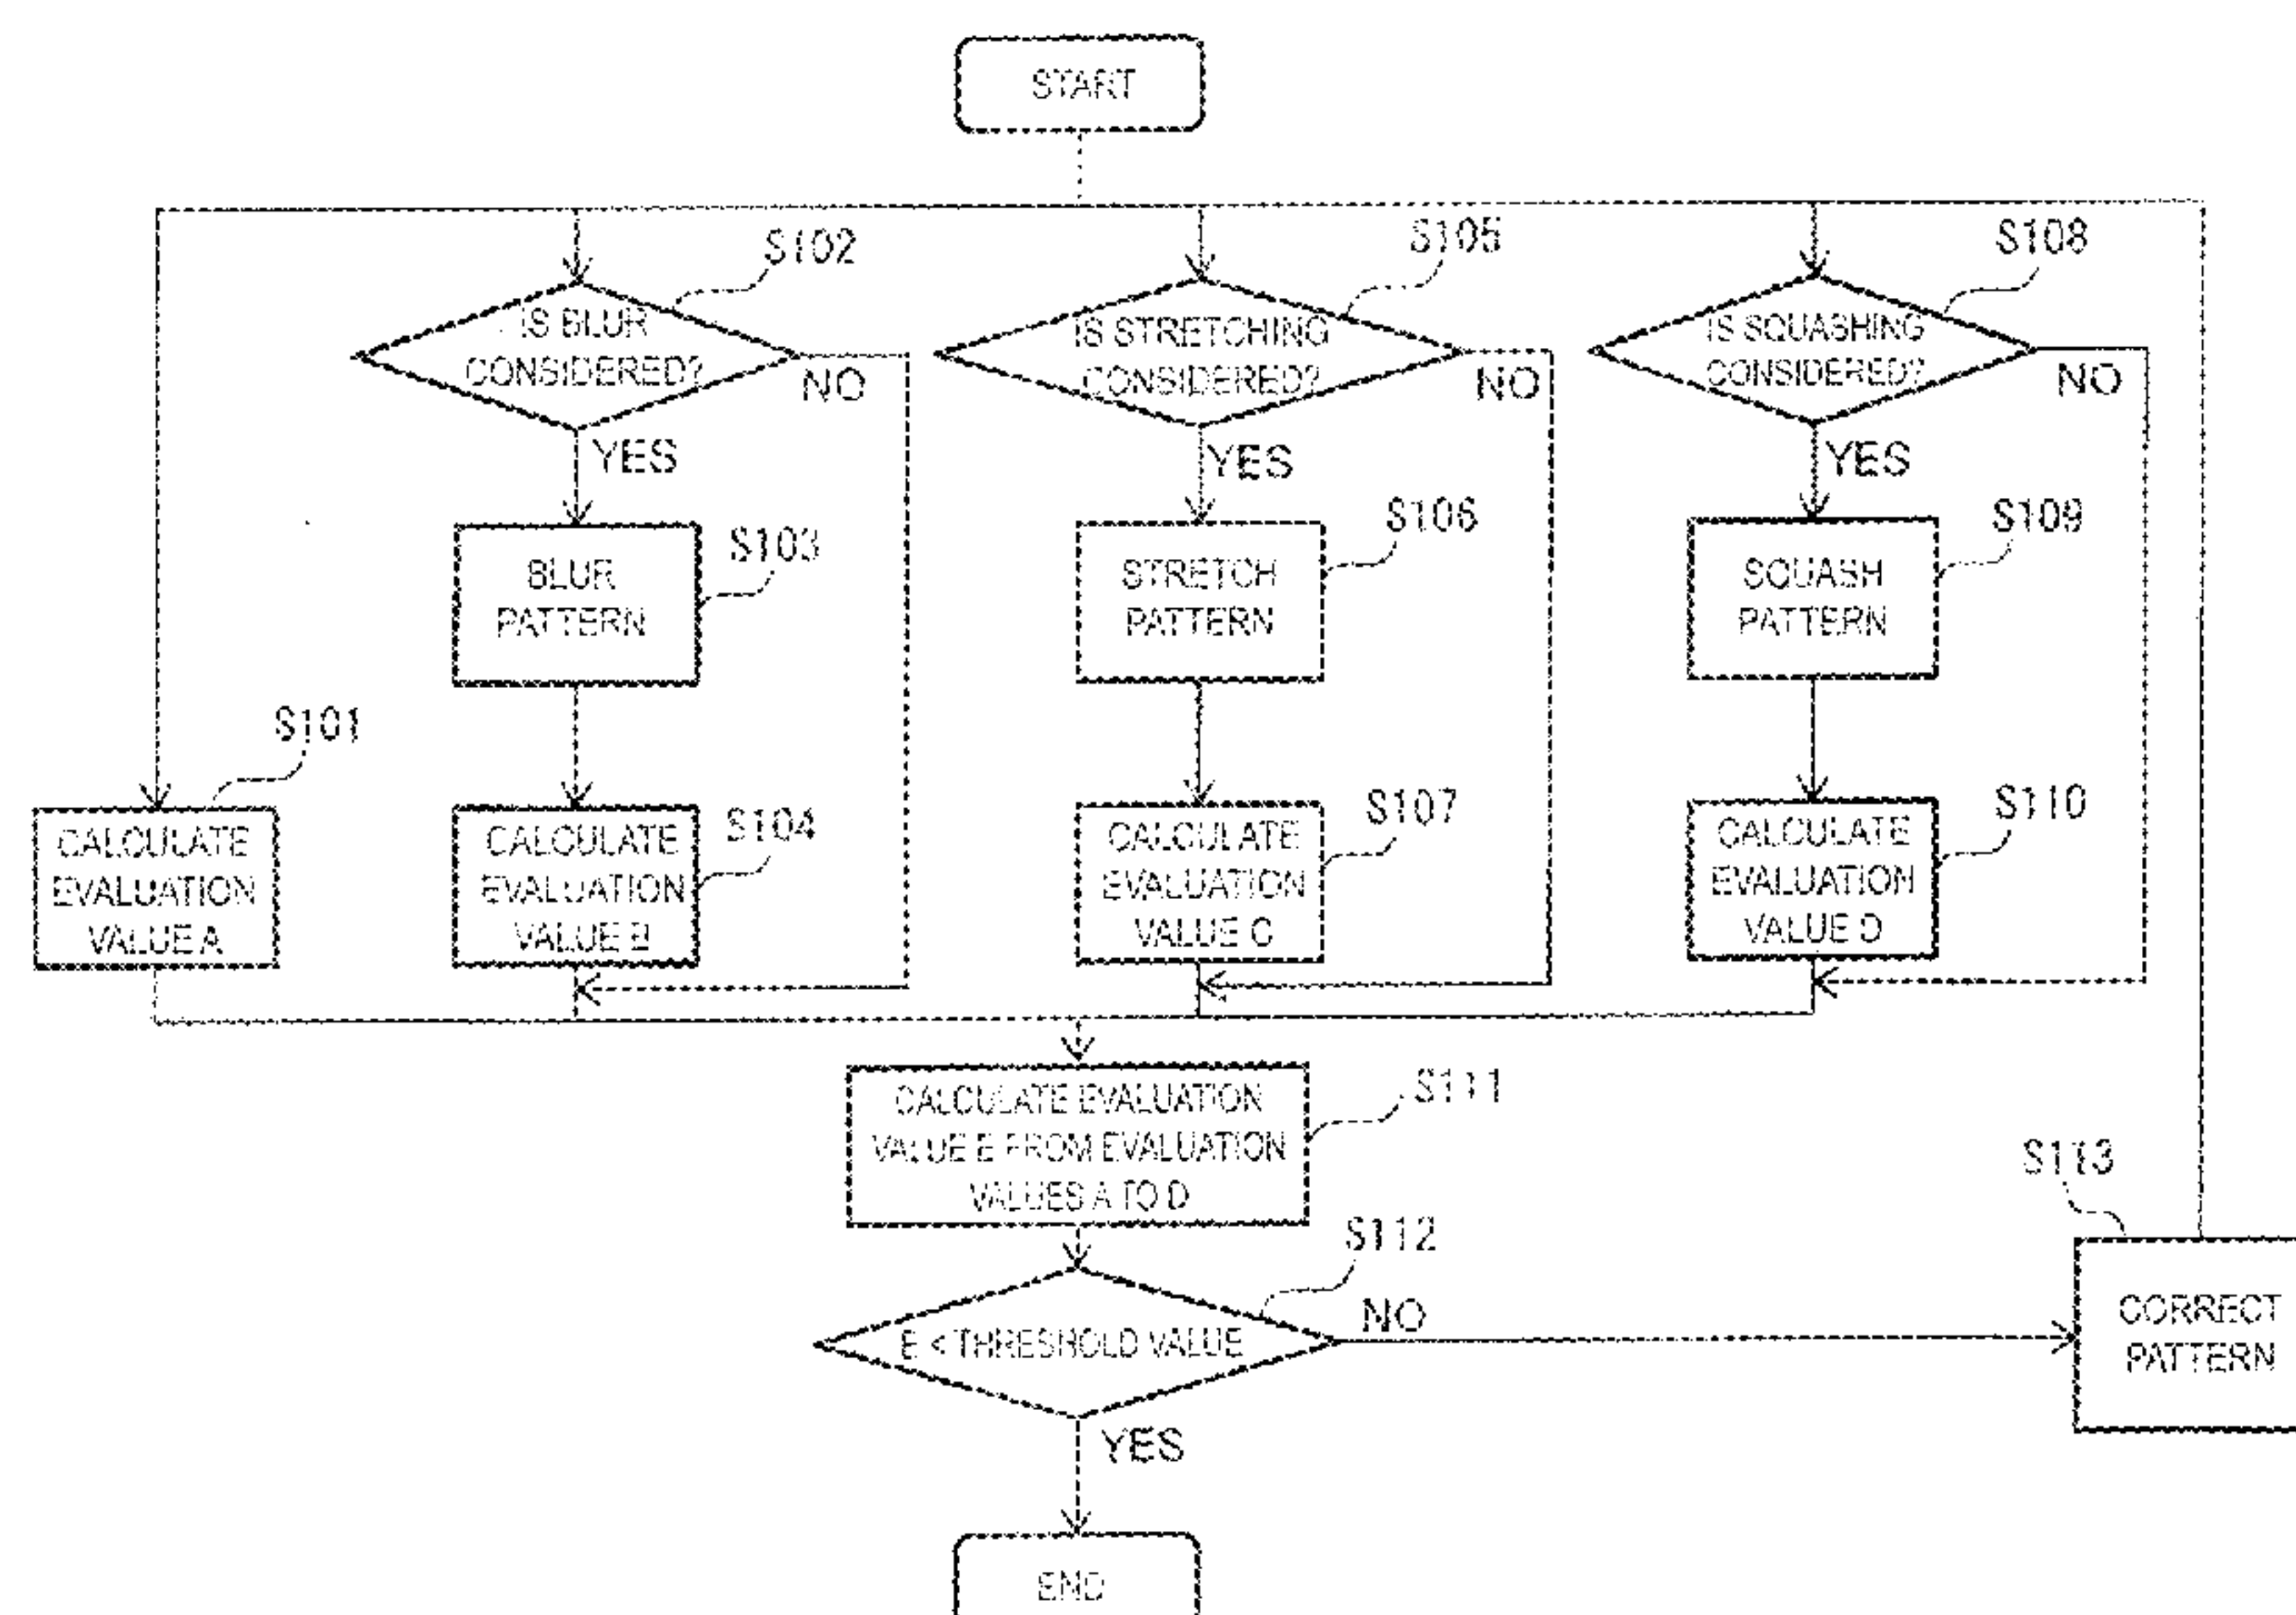 START
S102
IS BLUR
CONSIDERED?
NO
YES
S103
BLUR
PATTERN
S105
IS STRETCHING
CONSIDERED?
NO
YES
S106
STRETCH
PATTERN
S108
IS SQUASHING
CONSIDERED?
NO
YES
S109
SQUASH
PATTERN
S101
CALCULATE
EVALUATION
VALUE A
S104
CALCULATE
EVALUATION
VALUE B
S107
CALCULATE
EVALUATION
VALUE C
S110
CALCULATE
EVALUATION
VALUE D
S111
CALCULATE EVALUATION
VALUE E FROM EVALUATION
VALUES A TO D
S112
E < THRESHOLD VALUE
NO
YES
S113
CORRECT
PATTERN
END